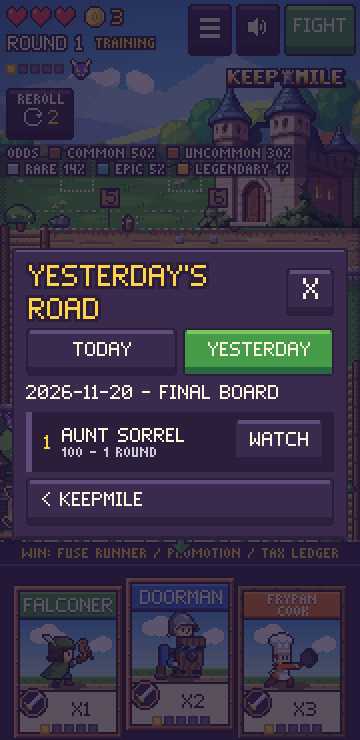 3
ROUND 1 TRAINING
FIGHT
KEEPMILE
REROLL
2
ODDS COMMON 50% UNCOMMON 30%
RARE 14% EPIC 5% LEGENDARY 1%
5
6
YESTERDAY'S
ROAD
X
TODAY
YESTERDAY
2026-11-20 - FINAL BOARD
1 AUNT SORREL
100 - 1 ROUND
WATCH
< KEEPMILE
WIN: FUSE RUNNER / PROMOTION / TAX LEDGER
FALCONER
DOORMAN
FRYPAN
COOK
X1
X2
X3